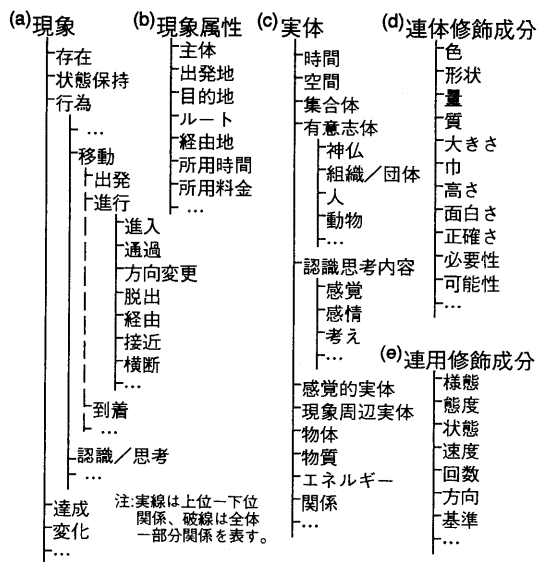 (a)現象
存在
状態保持
行為
…
移動
出発
進行
進入
通過
方向変更
脱出
経由
接近
横断
…
到着
…
認識／思考
…
達成
変化
…
(b)現象属性
主体
出発地
目的地
ルート
経由地
所用時間
所用料金
…
(c)実体
時間
空間
集合体
有意志体
神仏
組織／団体
人
動物
…
認識思考内容
感覚
感情
考え
…
感覚的実体
現象周辺実体
物体
物質
エネルギー
関係
…
(d)連体修飾成分
色
形状
量
質
大きさ
巾
高さ
面白さ
正確さ
必要性
可能性
…
(e)連用修飾成分
様態
態度
状態
速度
回数
方向
基準
…
注:実線は上位ー下位
関係、破線は全体
ー部分関係を表す。